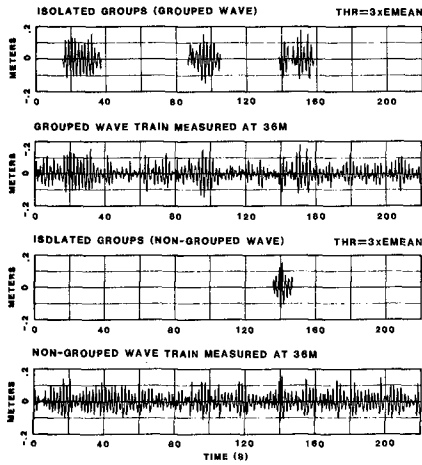 ISOLATED GROUPS (GROUPED WAVE) THR=3xEMEAN
.2
METERS
0
-.2
0 40 80 120 160 200
GROUPED WAVE TRAIN MEASURED AT 36M
.2
METERS
0
-.2
0 40 80 120 160 200
ISOLATED GROUPS (NON-GROUPED WAVE) THR=3xEMEAN
.2
METERS
0
-.2
0 40 80 120 160 200
NON-GROUPED WAVE TRAIN MEASURED AT 36M
.2
METERS
0
-.2
0 40 80 120 160 200
TIME (S)